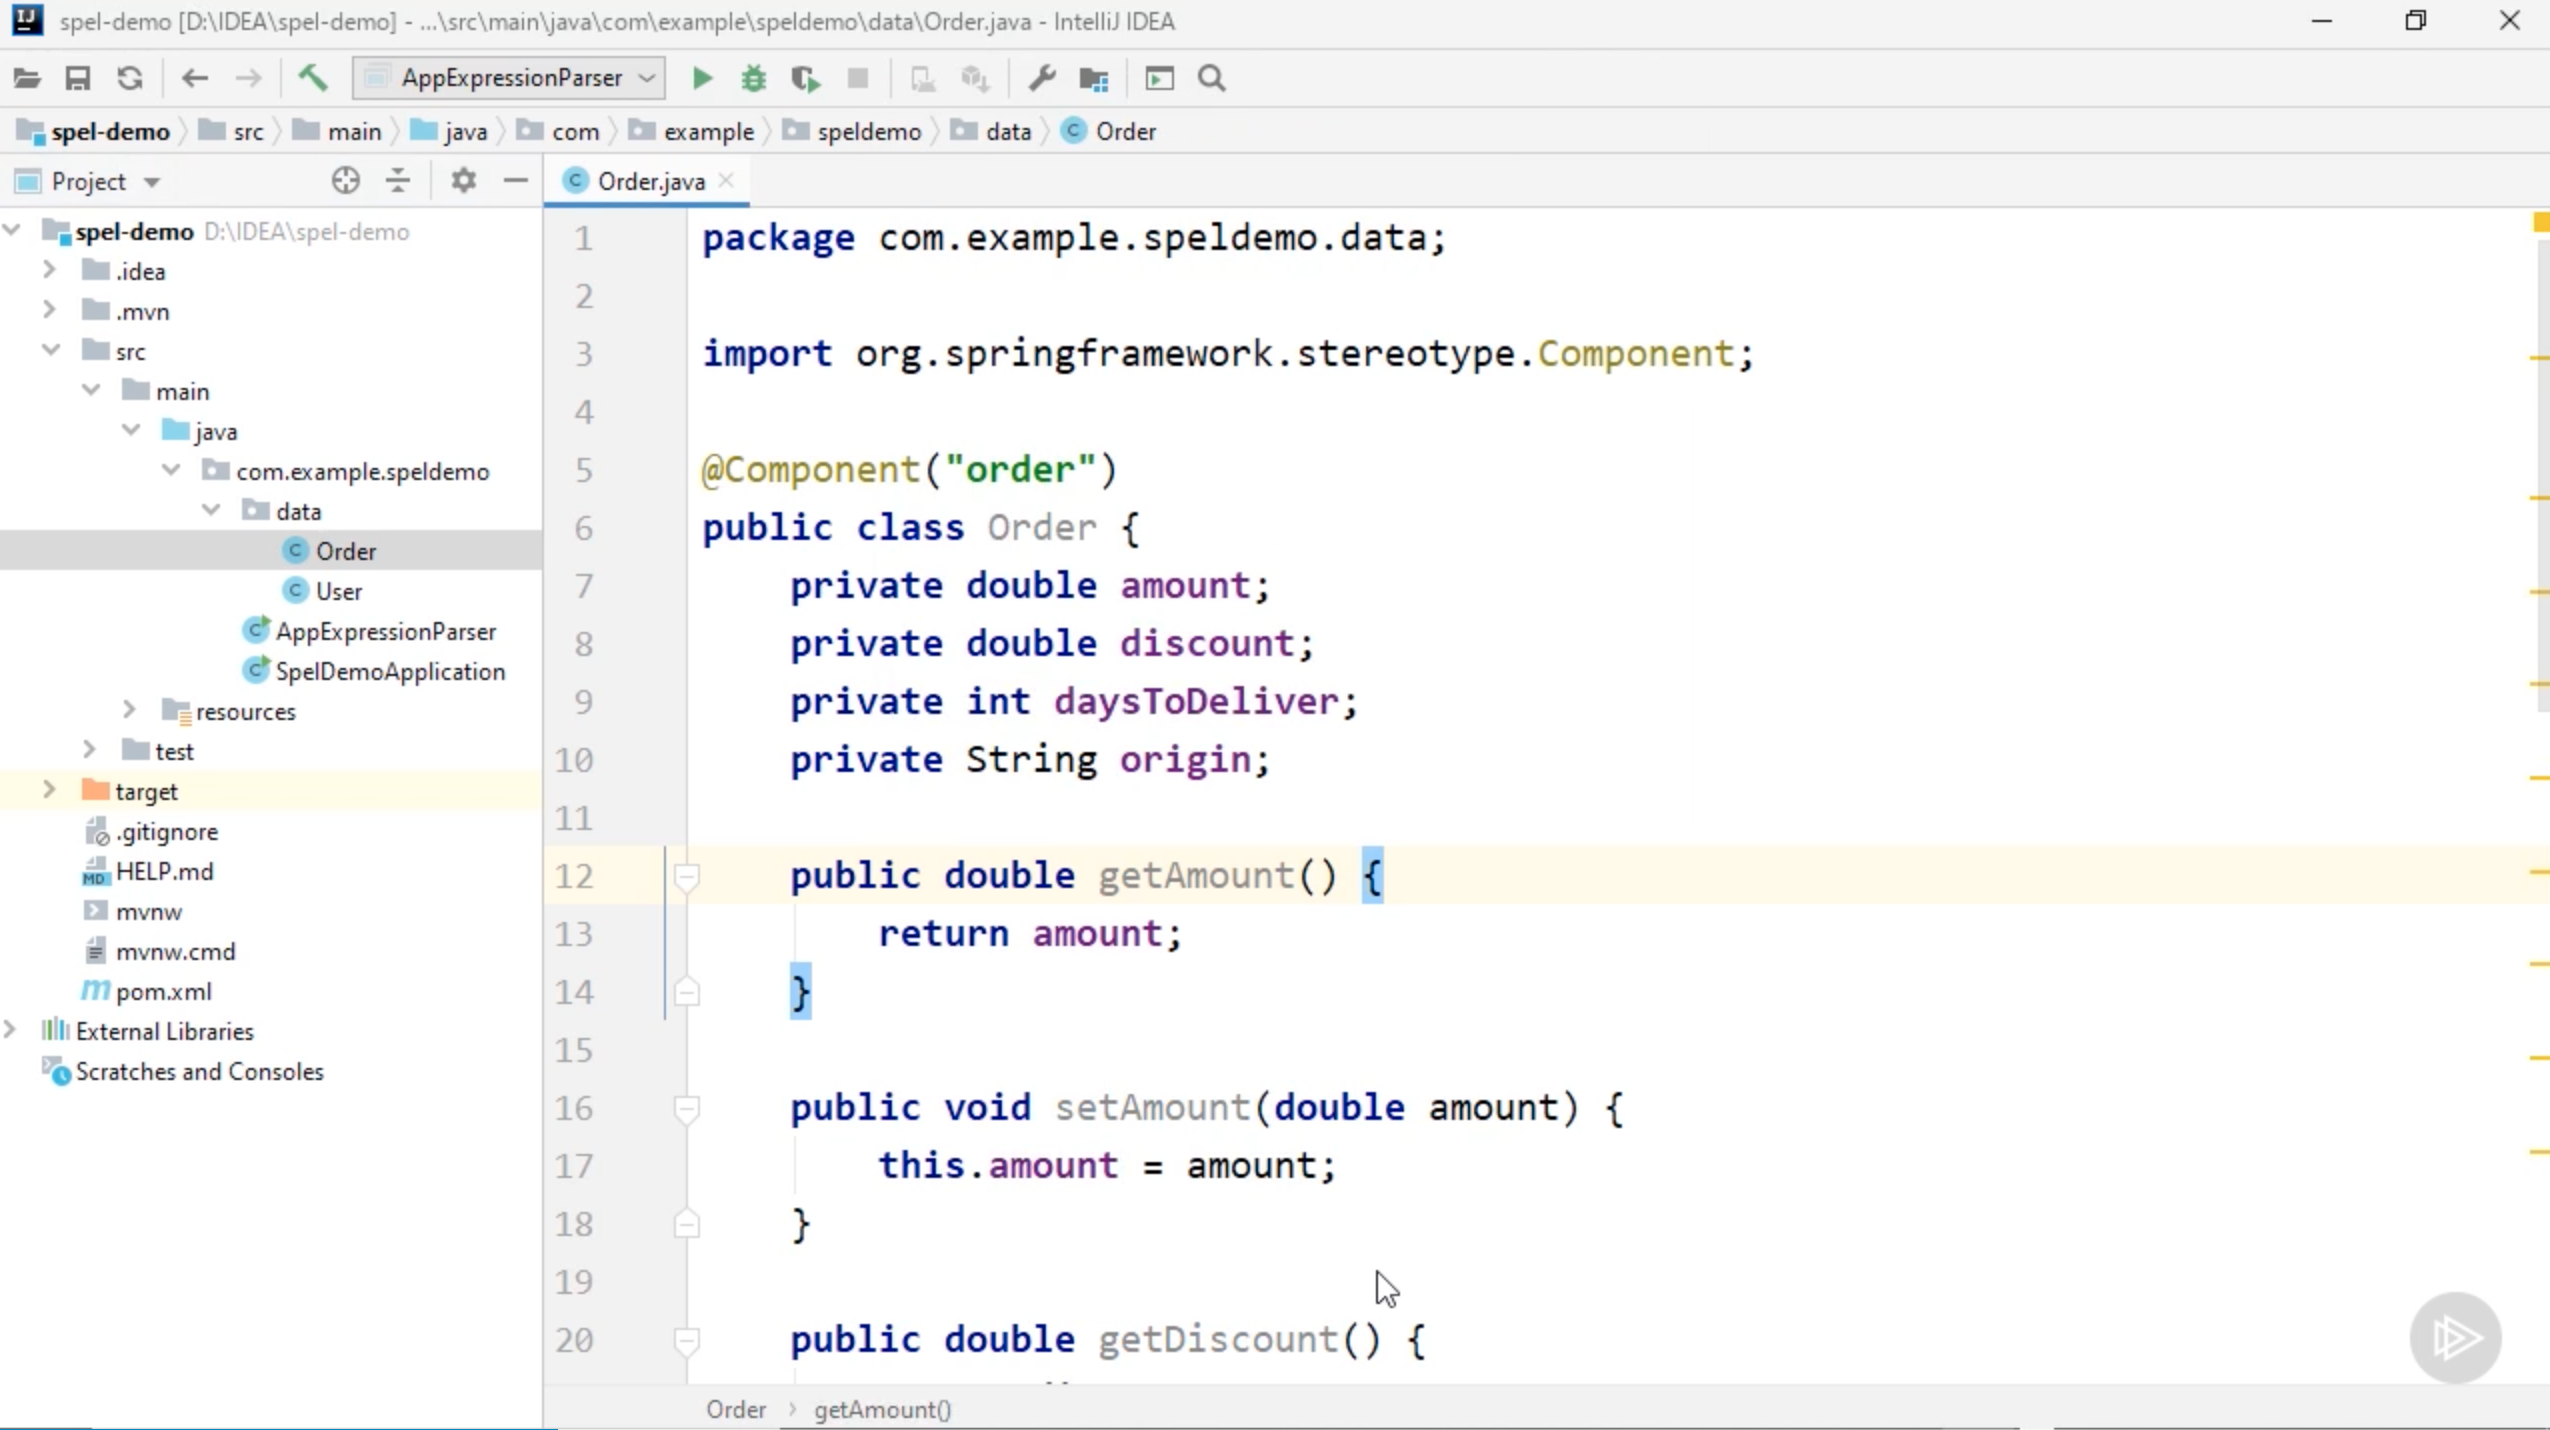 spel-demo [D:\IDEA\spel-demo] - ...\src\main\java\com\example\speldemo\data\Order.java - IntelliJ IDEA
AppExpressionParser
spel-demo src main java com example speldemo data Order
Project
Order.java
spel-demo D:\IDEA\spel-demo
.idea
.mvn
src
main
java
com.example.speldemo
data
Order
User
AppExpressionParser
SpelDemoApplication
resources
test
target
.gitignore
HELP.md
mvnw
mvnw.cmd
pom.xml
External Libraries
Scratches and Consoles
1 package com.example.speldemo.data;
2
3 import org.springframework.stereotype.Component;
4
5 @Component("order")
6 public class Order {
7 private double amount;
8 private double discount;
9 private int daysToDeliver;
10 private String origin;
11
12 public double getAmount() {
13 return amount;
14 }
15
16 public void setAmount(double amount) {
17 this.amount = amount;
18 }
19
20 public double getDiscount() {
Order > getAmount()